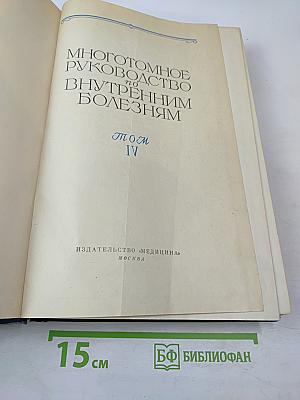 МНОГОТОМНОЕ
РУКОВОДСТВО
ПО
ВНУТРЕННИМ
БОЛЕЗНЯМ
ТОМ
IV
ИЗДАТЕЛЬСТВО «МЕДИЦИНА»
МОСКВА
15 см
БФ БИБЛИОФАН